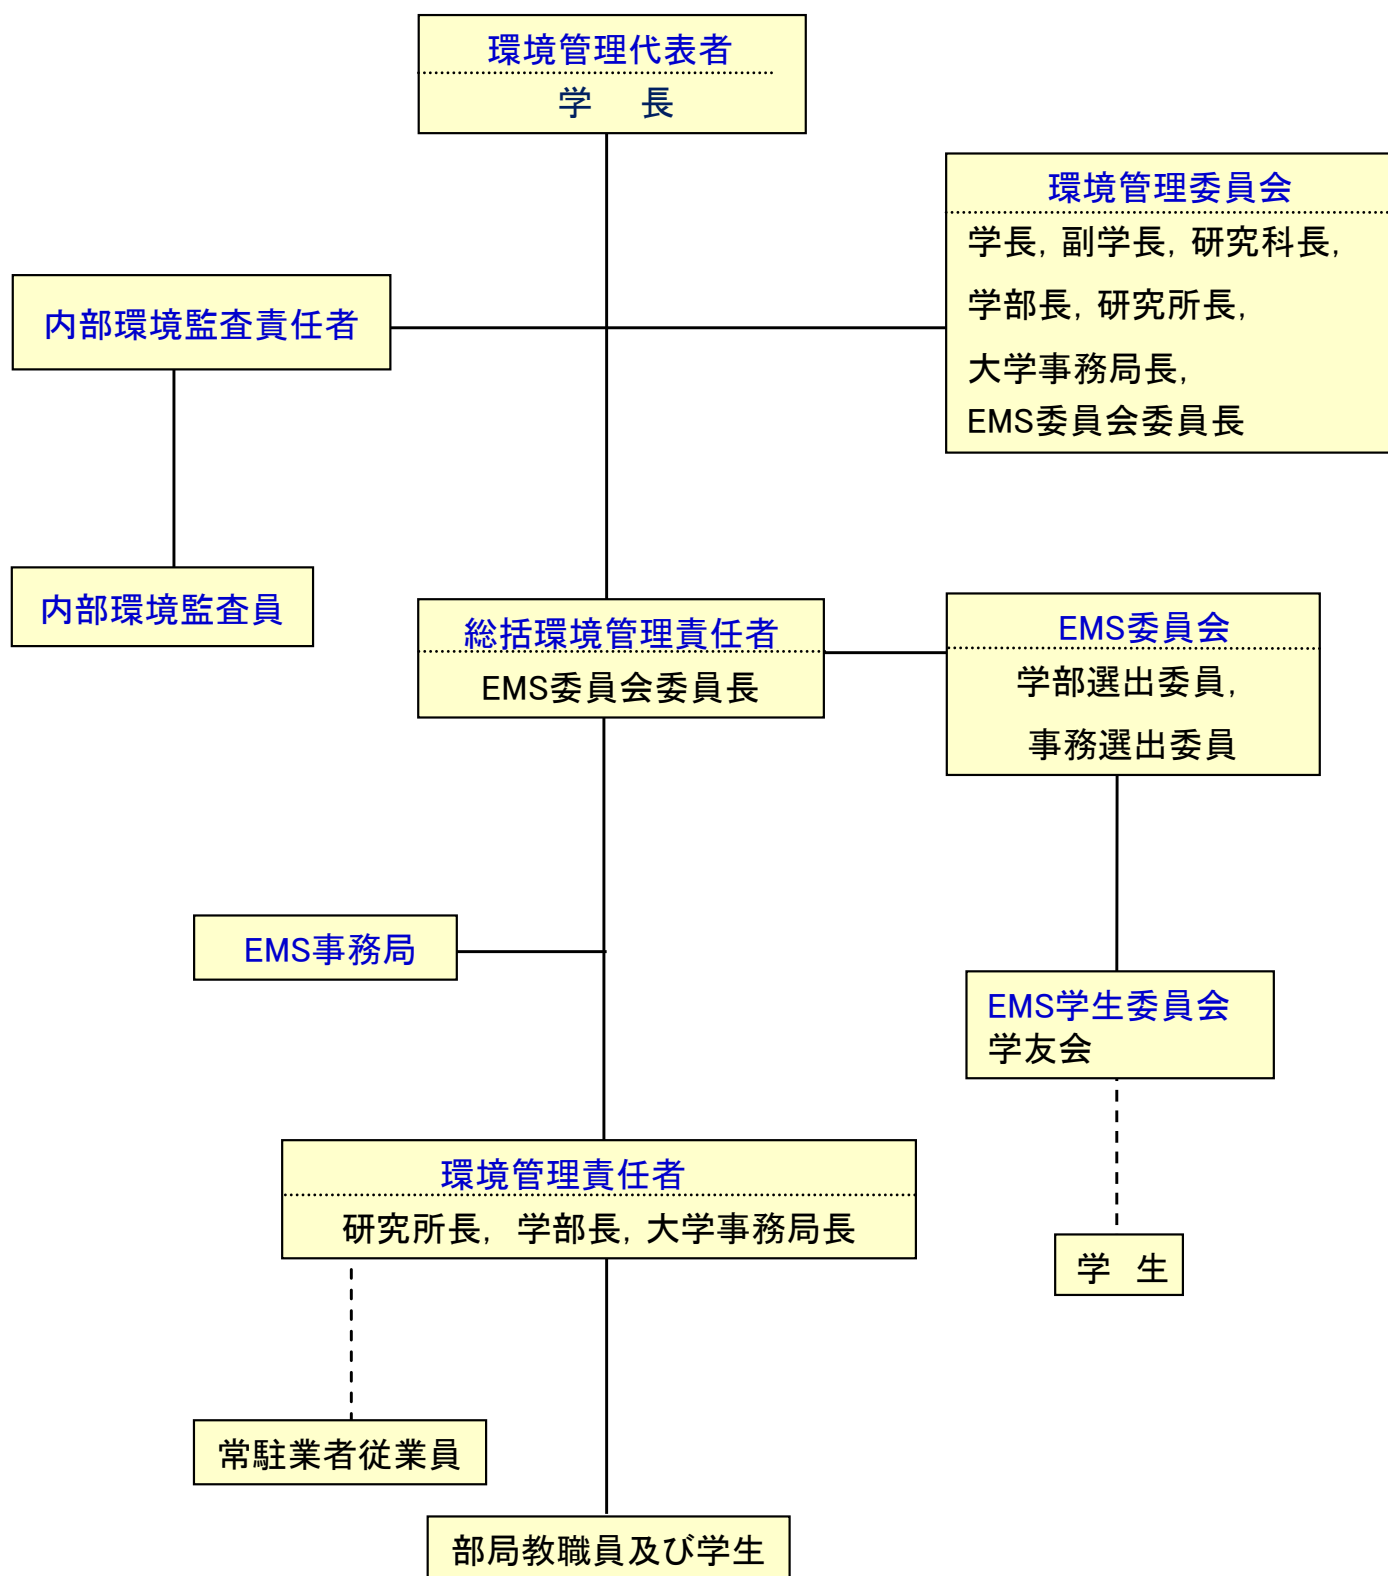 環境管理代表者
学 長
環境管理委員会
学長, 副学長, 研究科長,
学部長, 研究所長,
大学事務局長,
EMS委員会委員長
内部環境監査責任者
内部環境監査員
総括環境管理責任者
EMS委員会委員長
EMS委員会
学部選出委員,
事務選出委員
EMS事務局
EMS学生委員会
学友会
環境管理責任者
研究所長, 学部長, 大学事務局長
学 生
常駐業者従業員
部局教職員及び学生